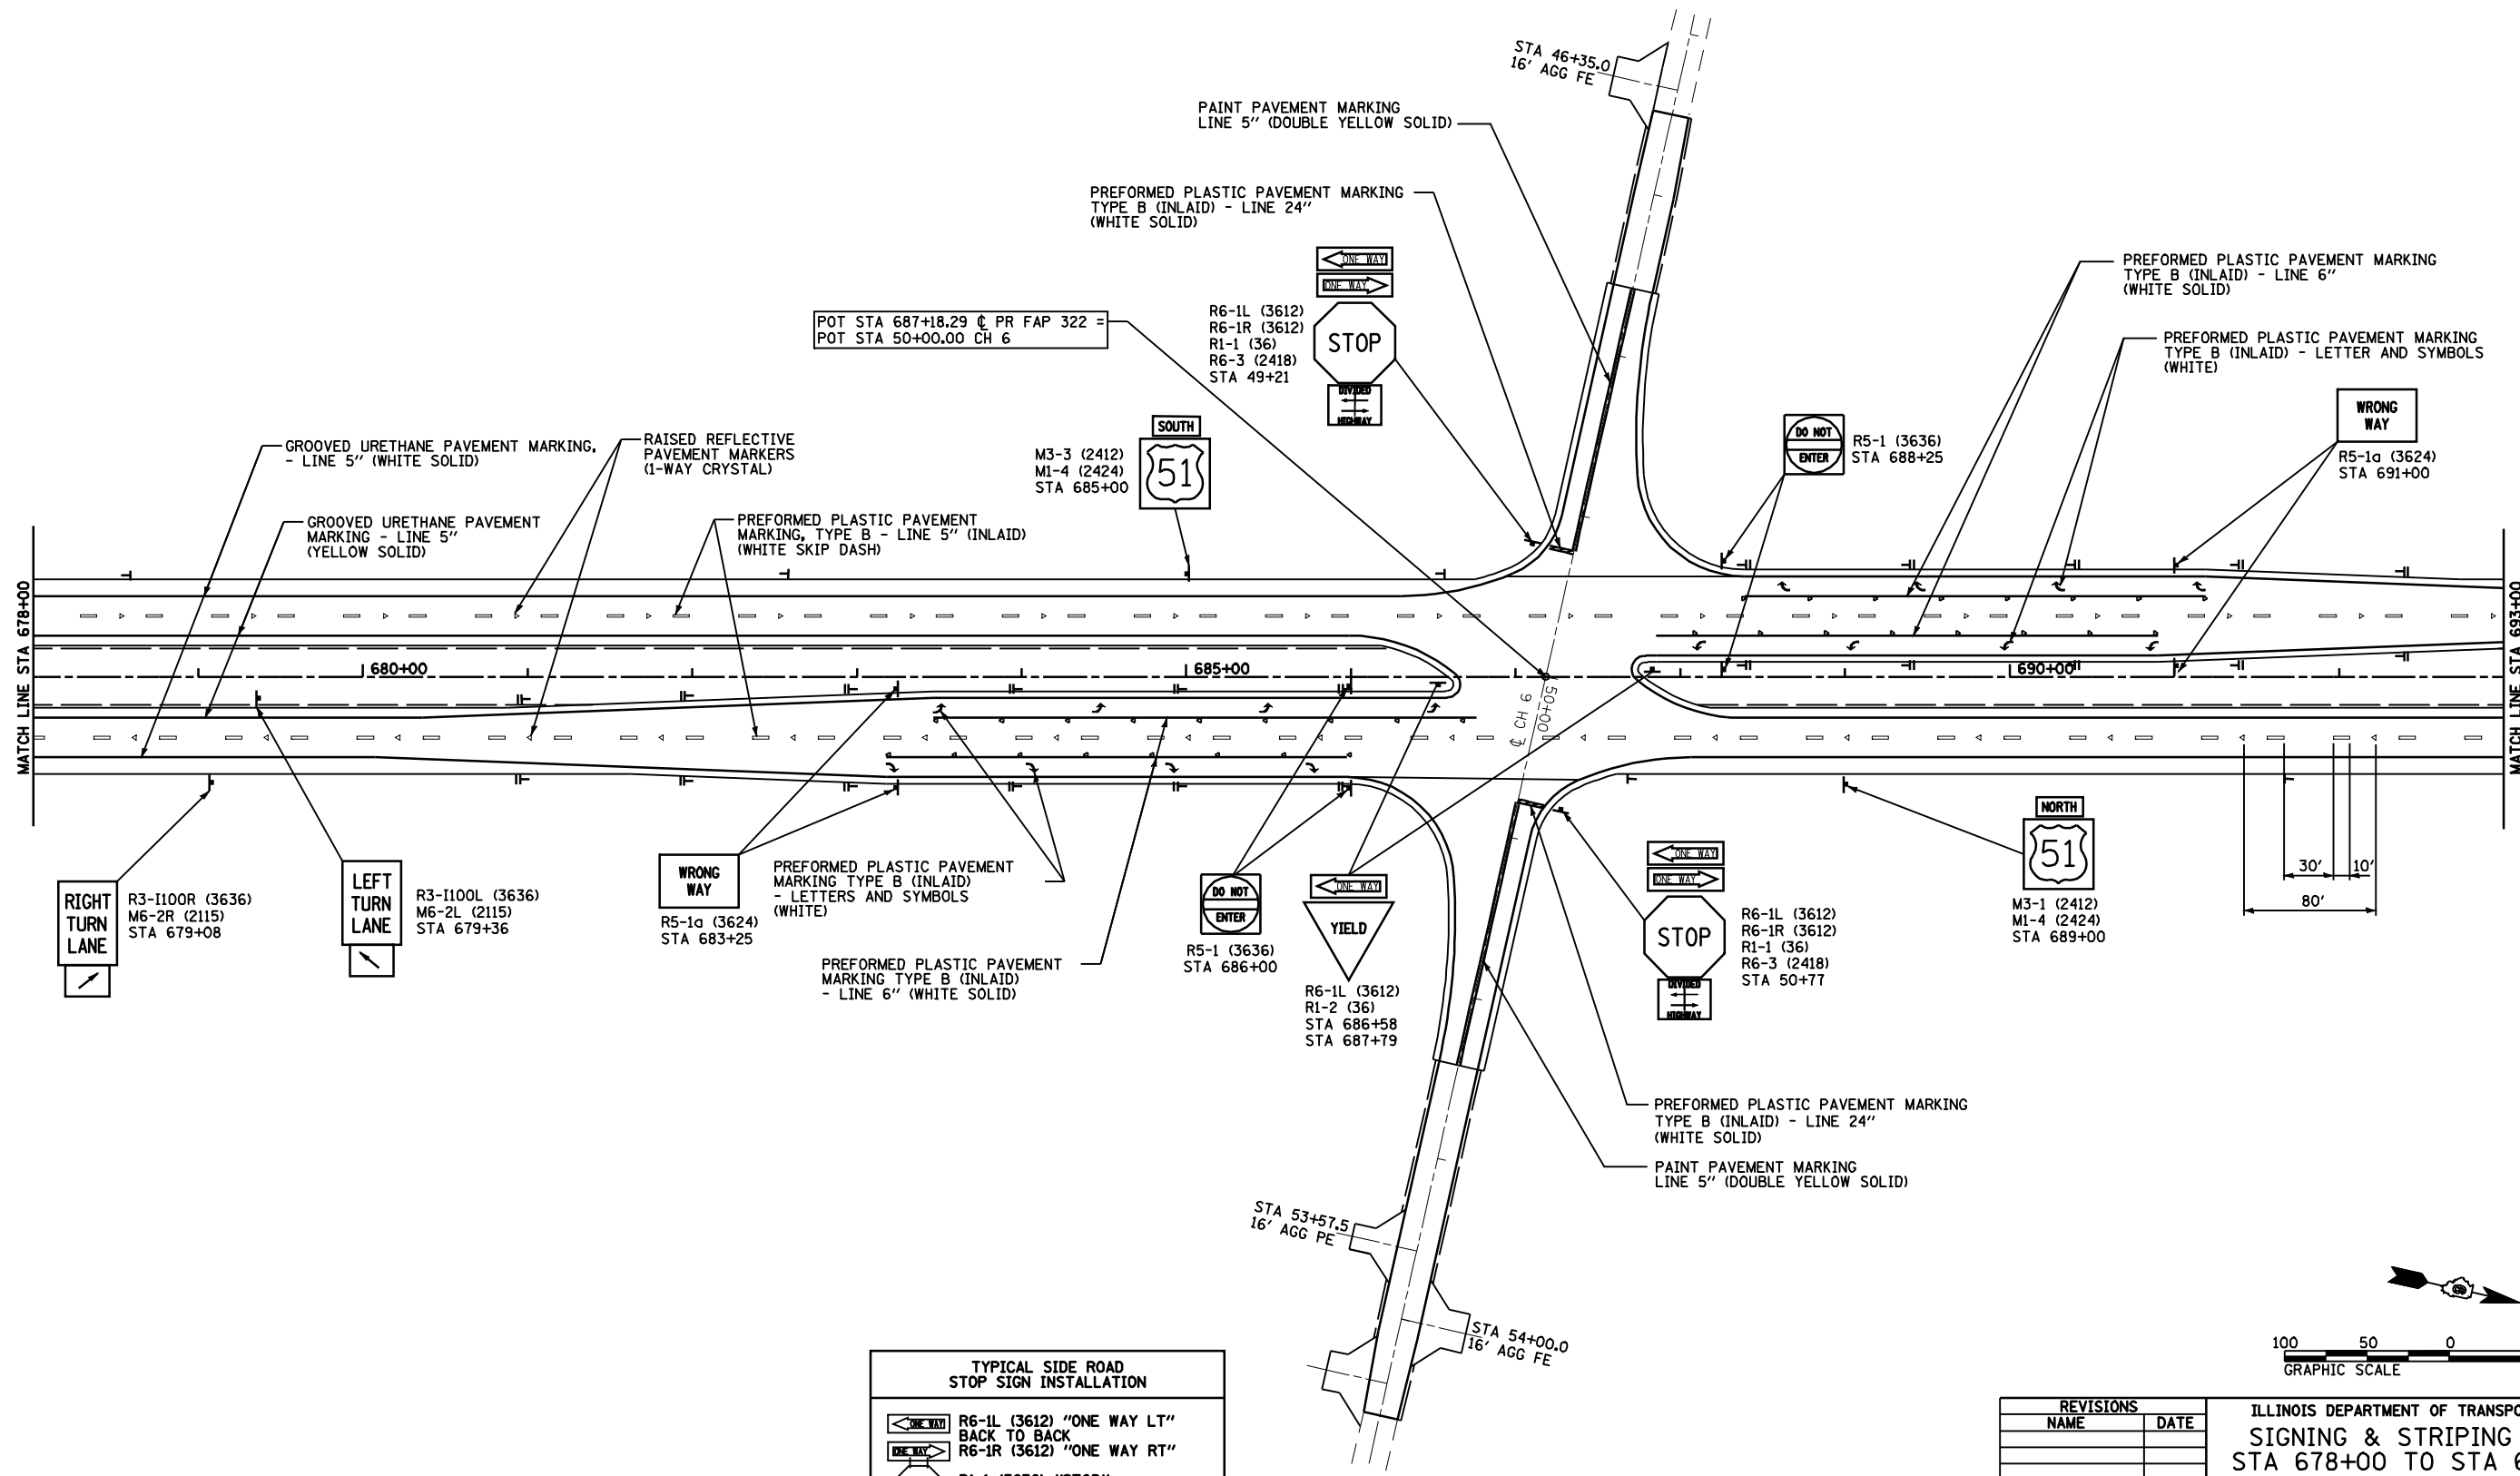 STA 46+35.0
16' AGG FE
PAINT PAVEMENT MARKING
LINE 5" (DOUBLE YELLOW SOLID)
PREFORMED PLASTIC PAVEMENT MARKING
TYPE B (INLAID) - LINE 24"
(WHITE SOLID)
ONE WAY
ONE WAY
R6-1L (3612)
R6-1R (3612)
R1-1 (36)
R6-3 (2418)
STA 49+21
STOP
DIVIDED
HIGHWAY
PREFORMED PLASTIC PAVEMENT MARKING
TYPE B (INLAID) - LINE 6"
(WHITE SOLID)
PREFORMED PLASTIC PAVEMENT MARKING
TYPE B (INLAID) - LETTER AND SYMBOLS
(WHITE)
POT STA 687+18.29 ℄ PR FAP 322 =
POT STA 50+00.00 CH 6
WRONG
WAY
R5-1a (3624)
STA 691+00
DO NOT
ENTER
R5-1 (3636)
STA 688+25
SOUTH
51
M3-3 (2412)
M1-4 (2424)
STA 685+00
GROOVED URETHANE PAVEMENT MARKING,
- LINE 5" (WHITE SOLID)
RAISED REFLECTIVE
PAVEMENT MARKERS
(1-WAY CRYSTAL)
GROOVED URETHANE PAVEMENT
MARKING - LINE 5"
(YELLOW SOLID)
PREFORMED PLASTIC PAVEMENT
MARKING, TYPE B - LINE 5" (INLAID)
(WHITE SKIP DASH)
MATCH LINE STA 678+00
680+00
685+00
690+00
MATCH LINE STA 693+00
℄ CH 6
50+00
RIGHT
TURN
LANE
R3-I100R (3636)
M6-2R (2115)
STA 679+08
LEFT
TURN
LANE
R3-I100L (3636)
M6-2L (2115)
STA 679+36
WRONG
WAY
R5-1a (3624)
STA 683+25
PREFORMED PLASTIC PAVEMENT
MARKING TYPE B (INLAID)
- LETTERS AND SYMBOLS
(WHITE)
PREFORMED PLASTIC PAVEMENT
MARKING TYPE B (INLAID)
- LINE 6" (WHITE SOLID)
DO NOT
ENTER
R5-1 (3636)
STA 686+00
ONE WAY
YIELD
R6-1L (3612)
R1-2 (36)
STA 686+58
STA 687+79
ONE WAY
ONE WAY
STOP
DIVIDED
HIGHWAY
R6-1L (3612)
R6-1R (3612)
R1-1 (36)
R6-3 (2418)
STA 50+77
NORTH
51
M3-1 (2412)
M1-4 (2424)
STA 689+00
30'
10'
80'
PREFORMED PLASTIC PAVEMENT MARKING
TYPE B (INLAID) - LINE 24"
(WHITE SOLID)
PAINT PAVEMENT MARKING
LINE 5" (DOUBLE YELLOW SOLID)
STA 53+57.5
16' AGG PE
STA 54+00.0
16' AGG FE
100 50 0
GRAPHIC SCALE
TYPICAL SIDE ROAD
STOP SIGN INSTALLATION
ONE WAY
R6-1L (3612) "ONE WAY LT"
BACK TO BACK
ONE WAY
R6-1R (3612) "ONE WAY RT"
REVISIONS
NAME DATE
ILLINOIS DEPARTMENT OF TRANSPO
SIGNING & STRIPING
STA 678+00 TO STA